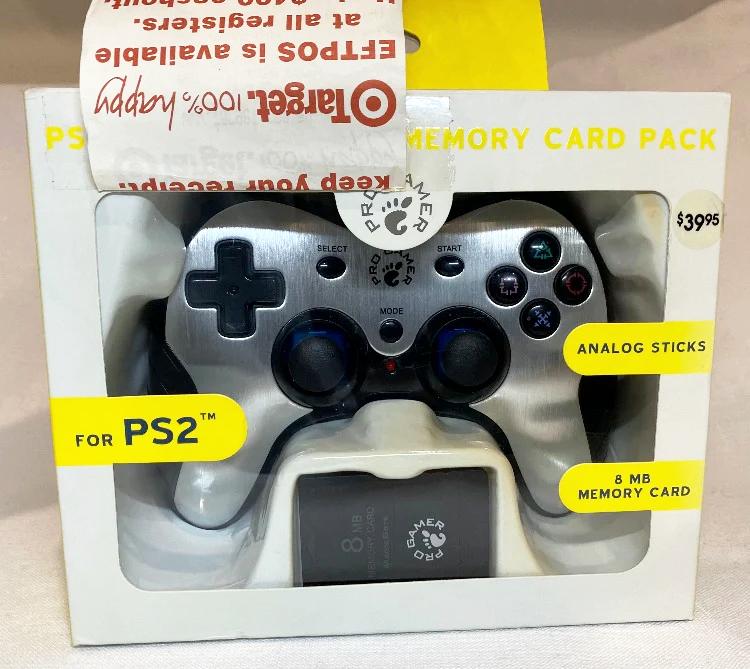 Keep your receipt.
Target. 100% happy
EFTPOS is available
at all registers.
PS
MEMORY CARD PACK
PRO GAMER
$39.95
SELECT
START
PRO GAMER
MODE
ANALOG STICKS
FOR PS2™
8 MB
MEMORY CARD
8 MB
MEMORY CARD
PRO GAMER